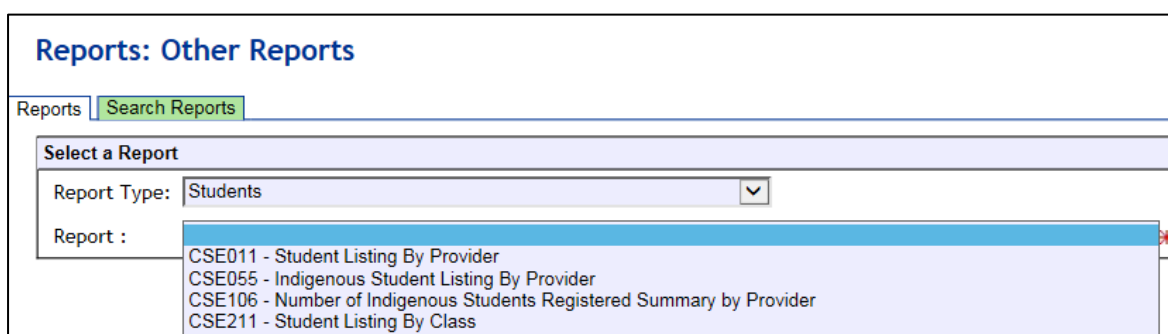 Reports: Other Reports
Reports Search Reports
Select a Report
Report Type: Students
Report :
CSE011 - Student Listing By Provider
CSE055 - Indigenous Student Listing By Provider
CSE106 - Number of Indigenous Students Registered Summary by Provider
CSE211 - Student Listing By Class